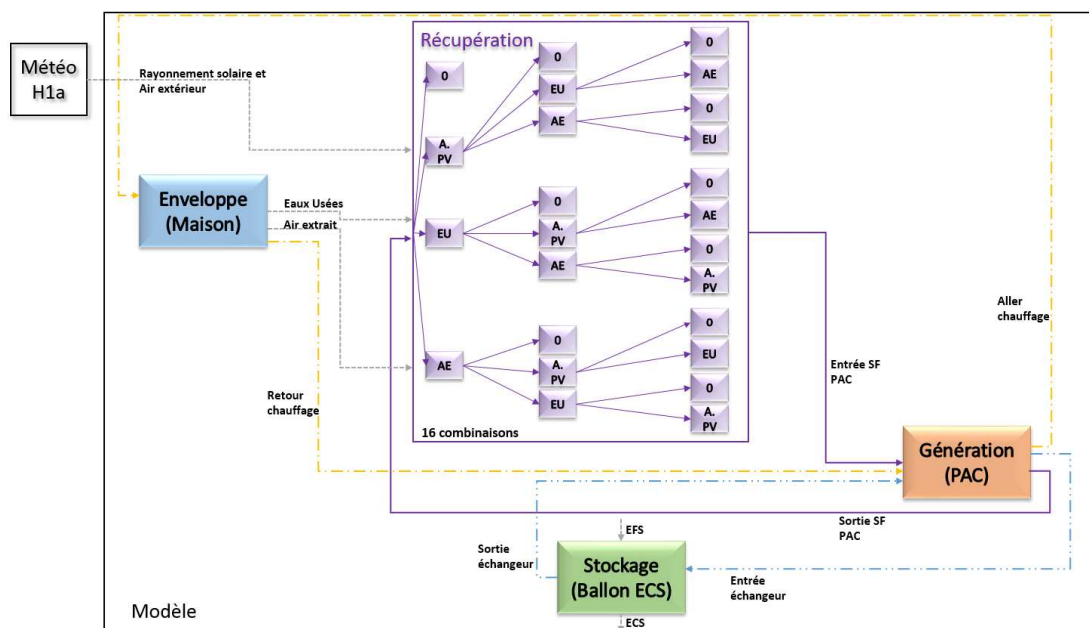 Météo
H1a
Rayonnement solaire et
Air extérieur
Enveloppe
(Maison)
Eaux Usées
Air extrait
Retour
chauffage
Récupération
0
A.
PV
EU
AE
0
EU
AE
0
A.
PV
AE
0
A.
PV
EU
0
AE
0
EU
0
AE
0
A.
PV
0
EU
0
A.
PV
16 combinaisons
Aller
chauffage
Entrée SF
PAC
Génération
(PAC)
Sortie SF
PAC
EFS
Sortie
échangeur
Stockage
(Ballon ECS)
Entrée
échangeur
ECS
Modèle